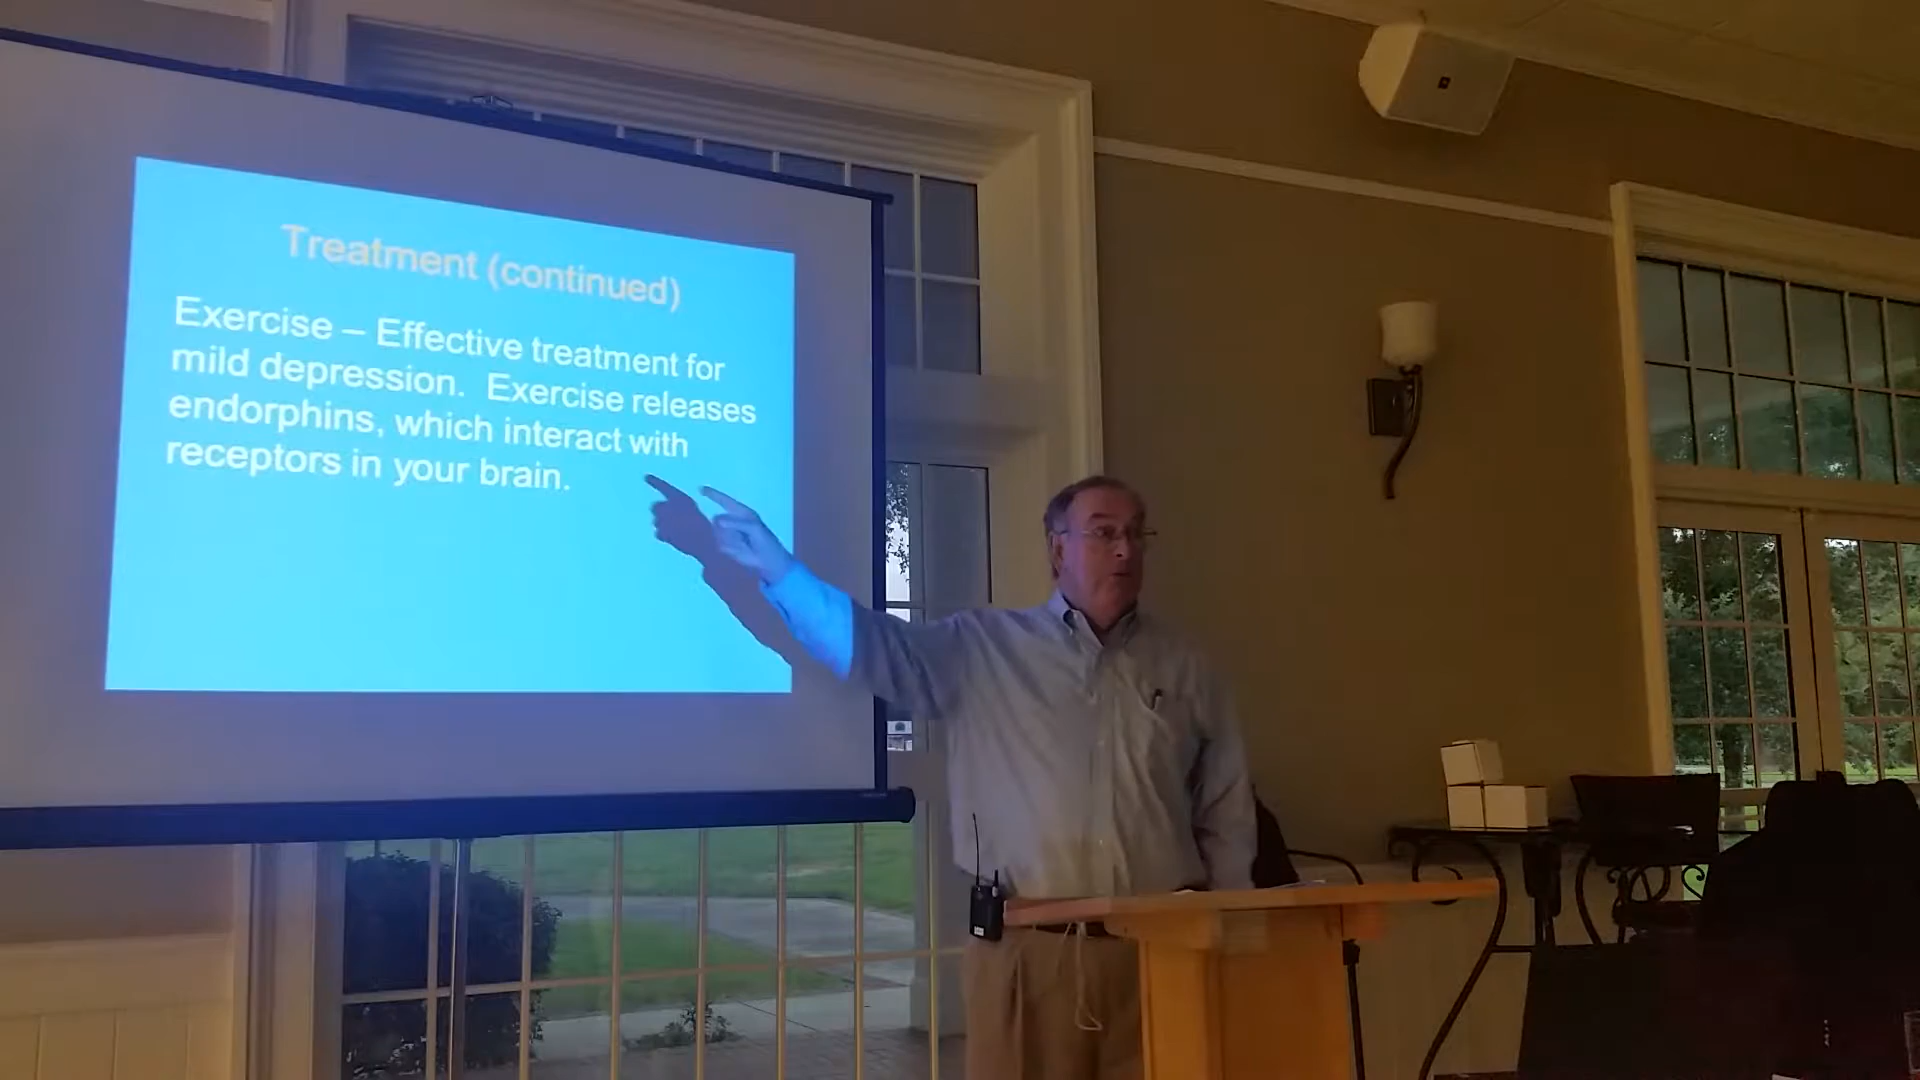 Treatment (continued)
Exercise – Effective treatment for
mild depression.  Exercise releases
endorphins, which interact with
receptors in your brain.